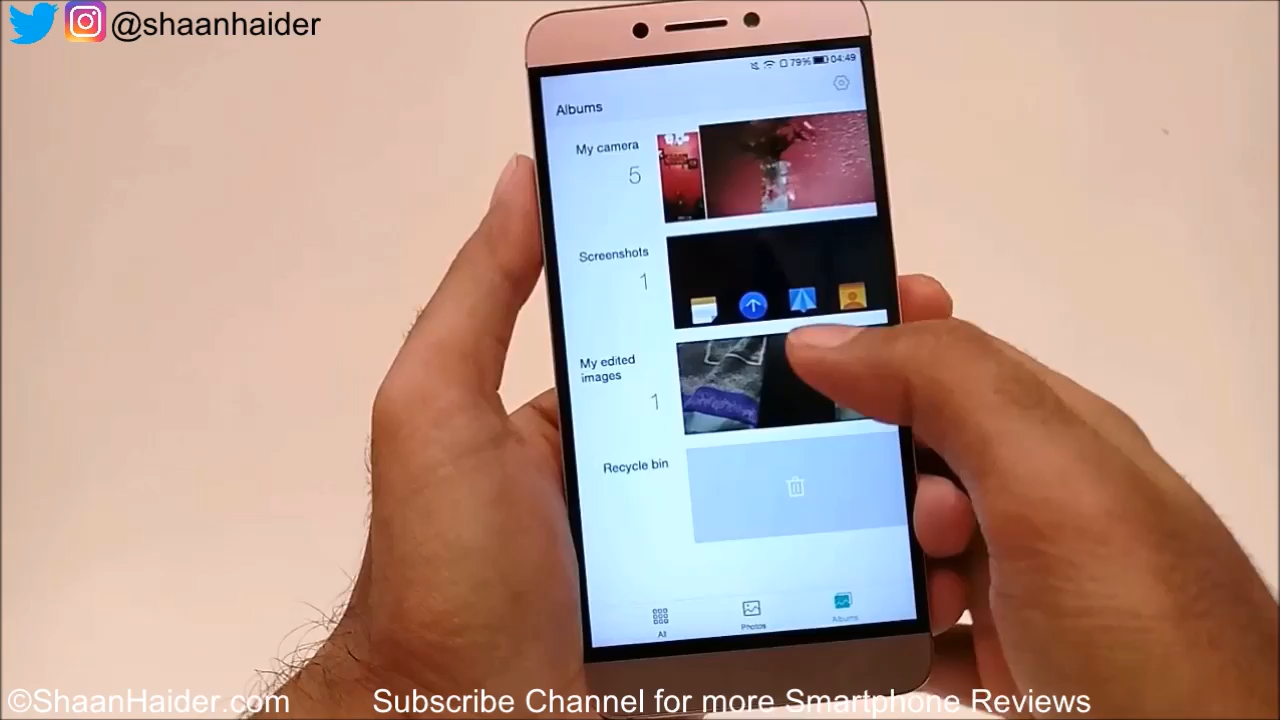 @shaanhaider
79% 04:49
Albums
My camera
5
Screenshots
1
My edited
images
1
Recycle bin
All
Photos
Albums
©ShaanHaider.com
Subscribe Channel for more Smartphone Reviews